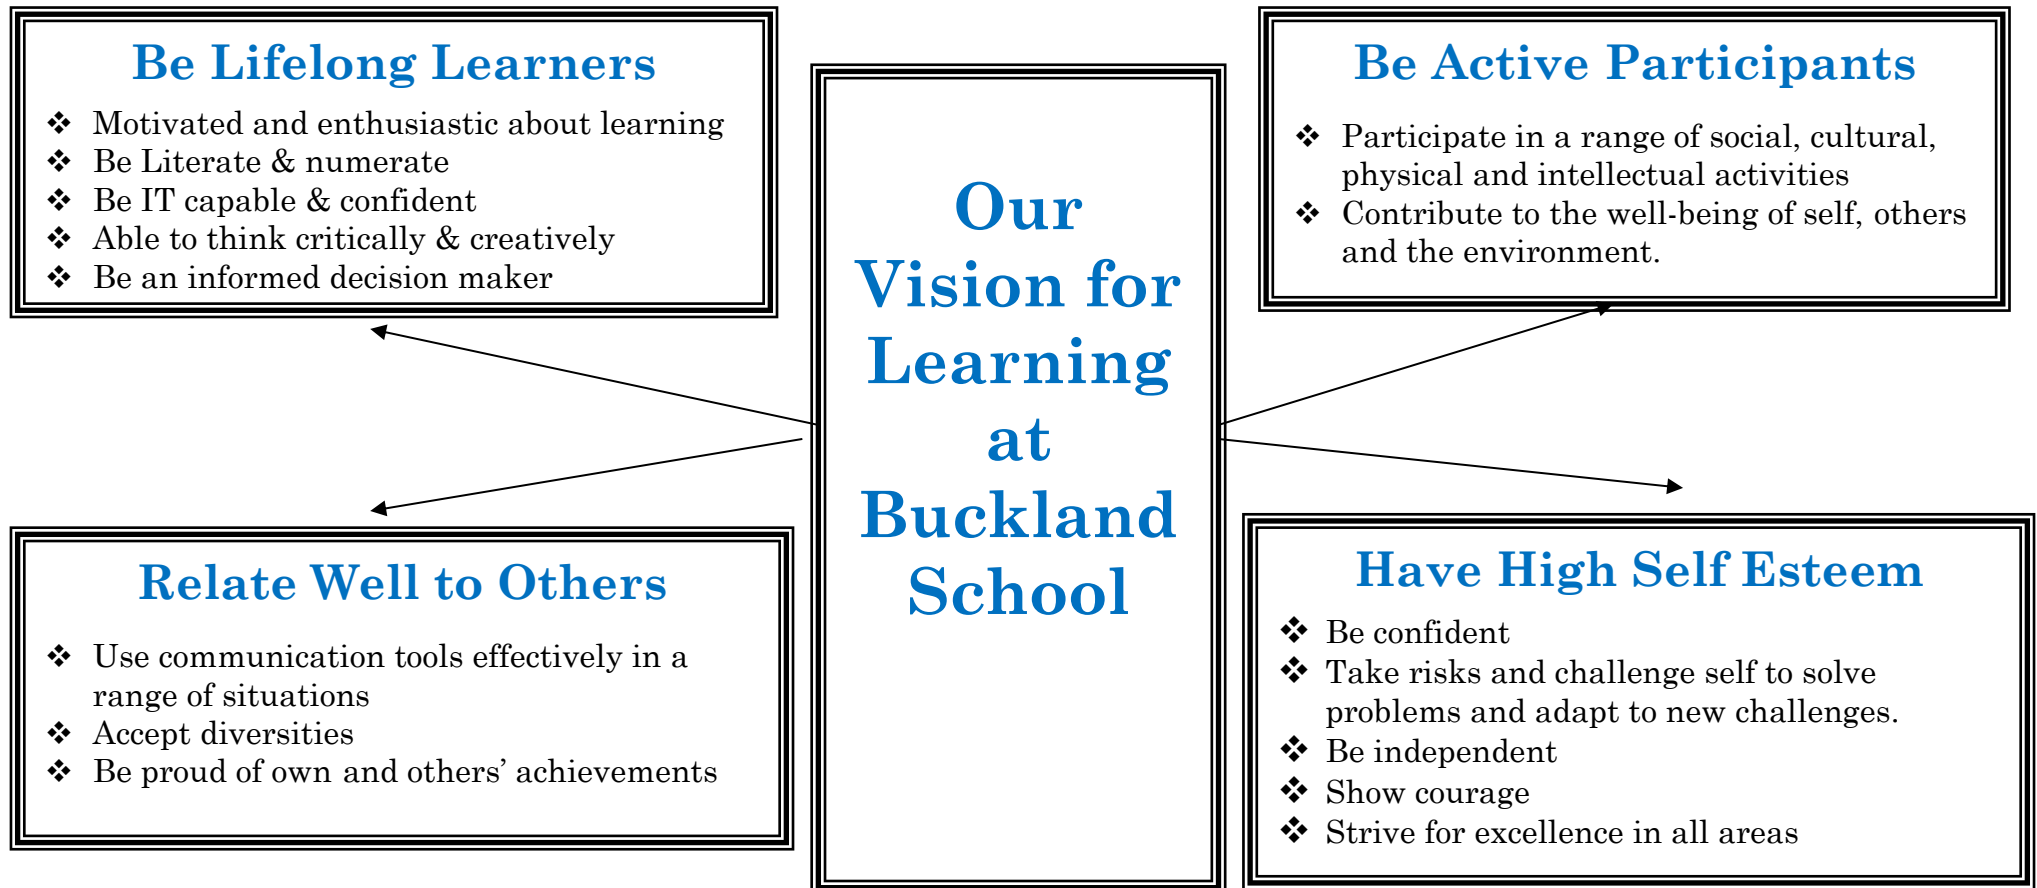 Be Lifelong Learners
❖ Motivated and enthusiastic about learning
❖ Be Literate & numerate
❖ Be IT capable & confident
❖ Able to think critically & creatively
❖ Be an informed decision maker
Our
Vision for
Learning
at
Buckland
School
Be Active Participants
❖ Participate in a range of social, cultural,
physical and intellectual activities
❖ Contribute to the well-being of self, others
and the environment.
Relate Well to Others
❖ Use communication tools effectively in a
range of situations
❖ Accept diversities
❖ Be proud of own and others’ achievements
Have High Self Esteem
❖ Be confident
❖ Take risks and challenge self to solve
problems and adapt to new challenges.
❖ Be independent
❖ Show courage
❖ Strive for excellence in all areas